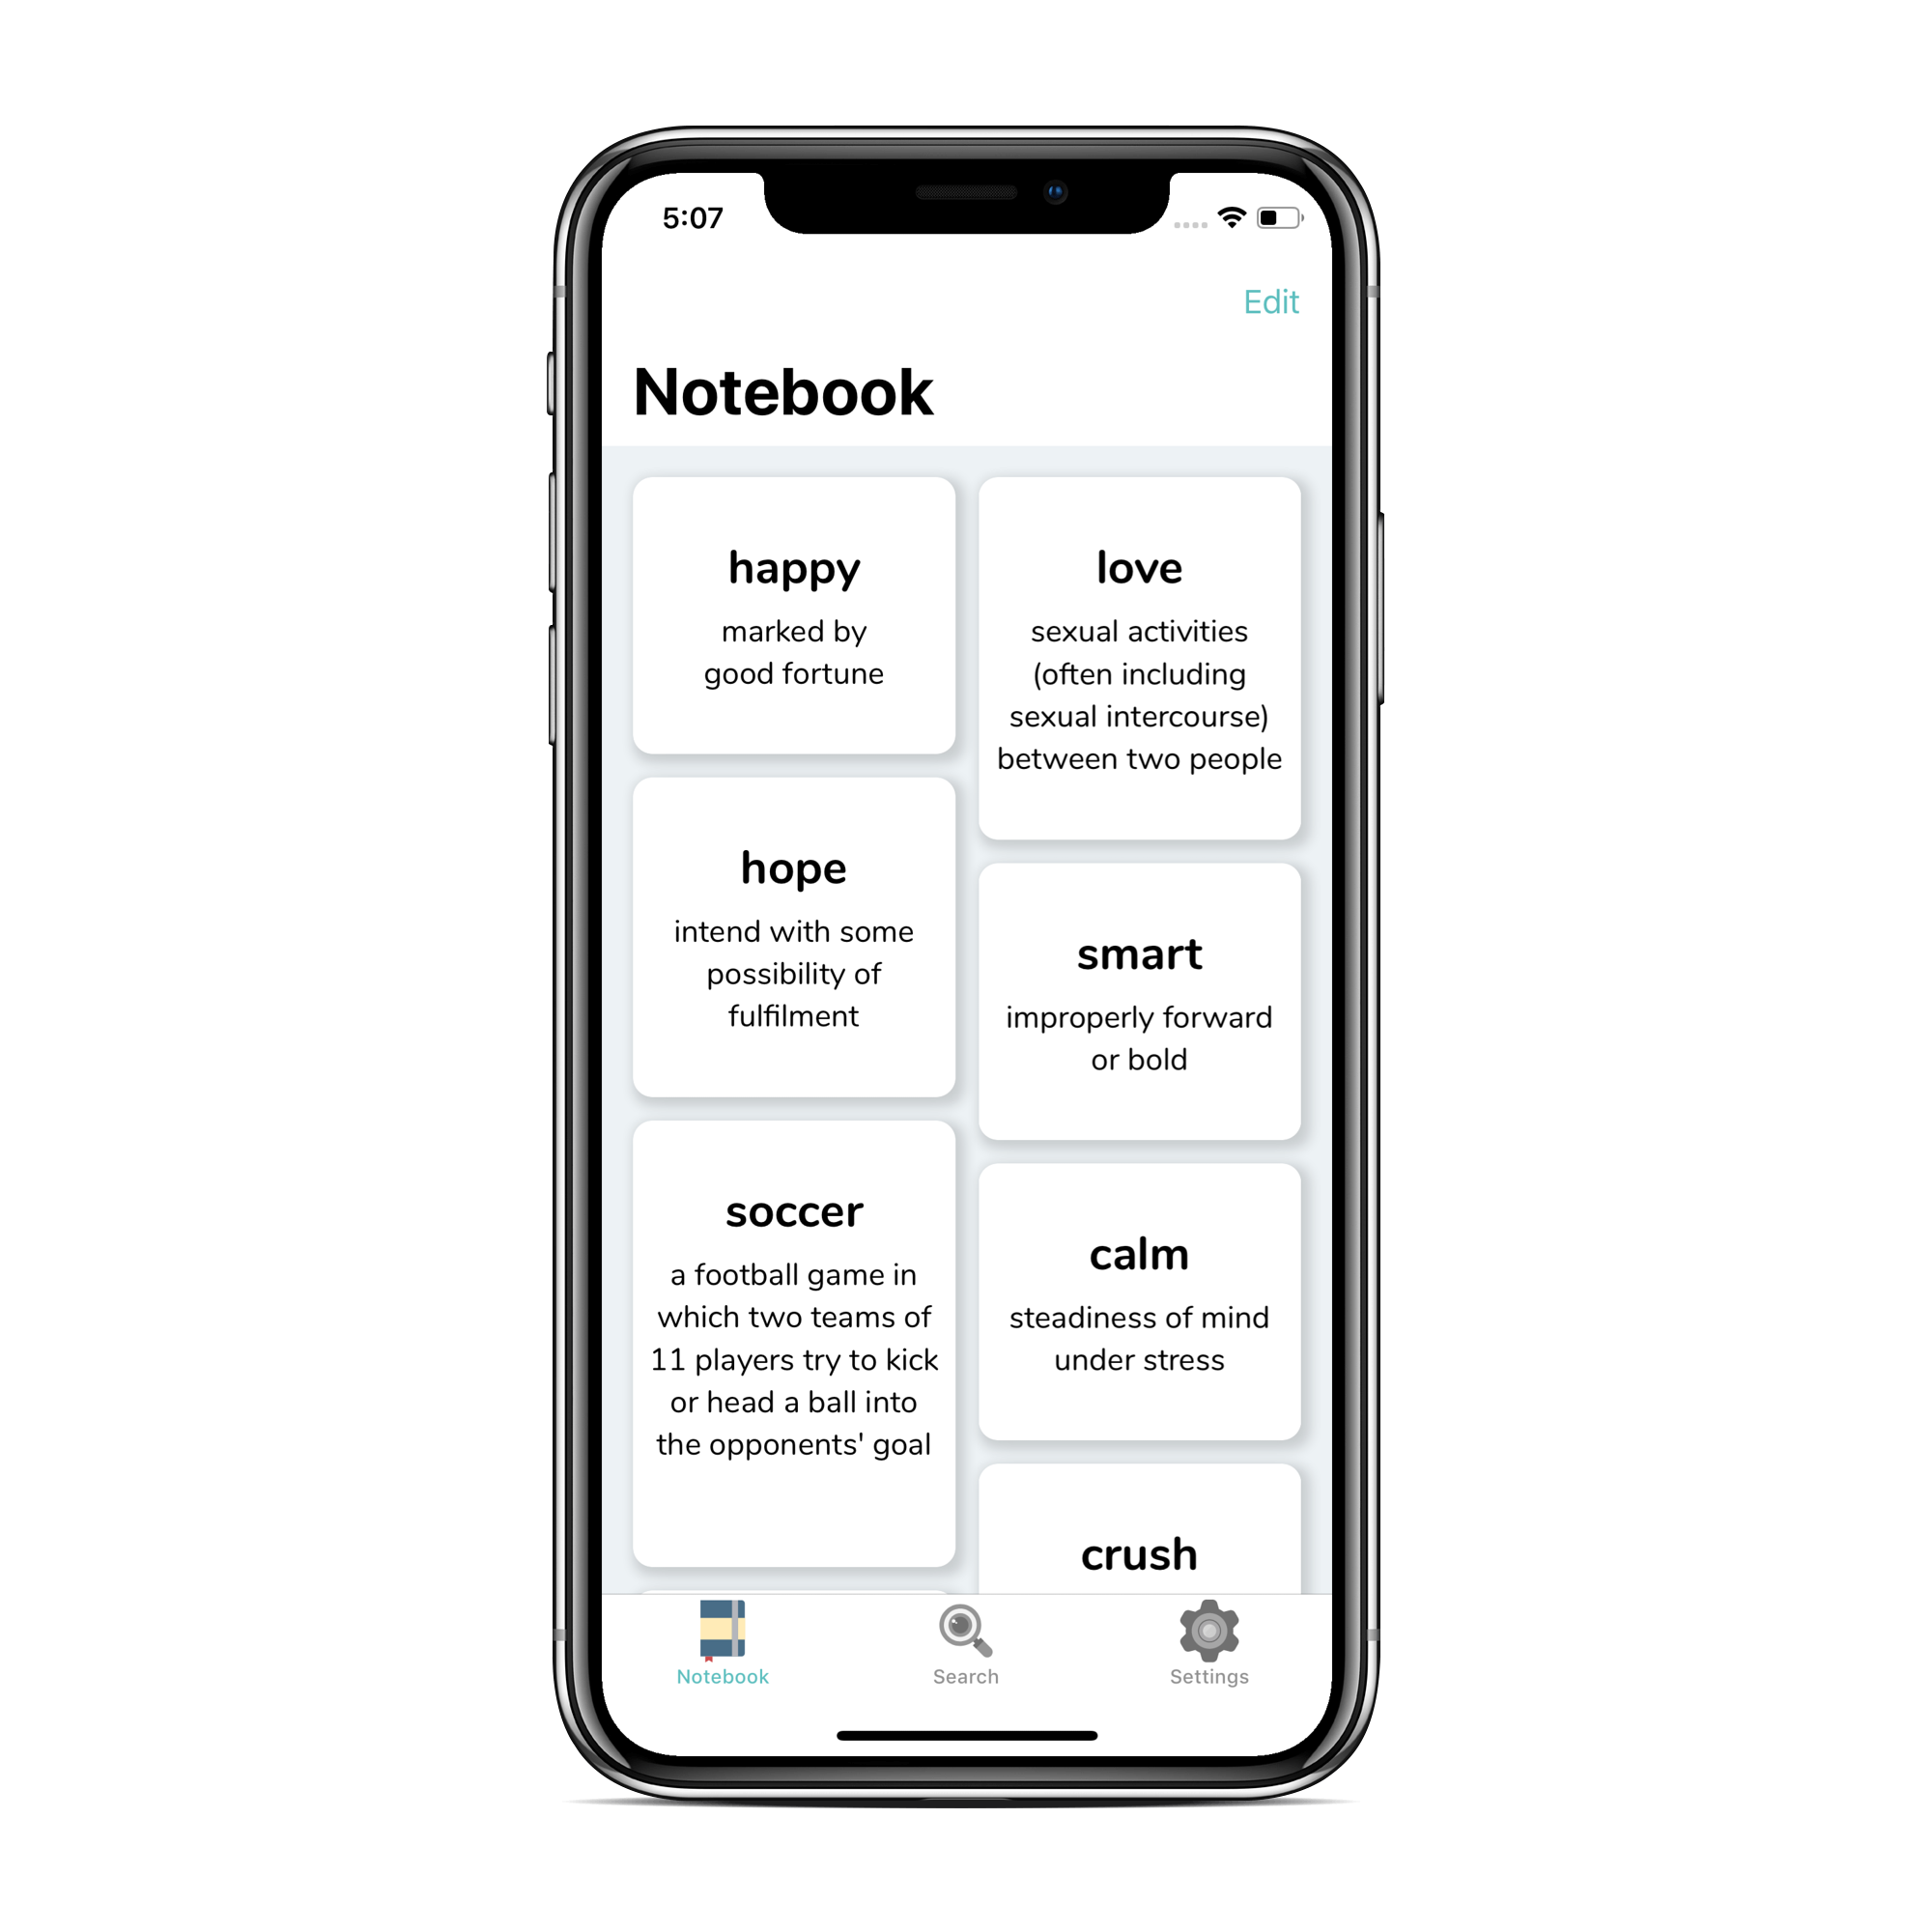 5:07
Edit
Notebook
happy
marked by
good fortune
love
sexual activities
(often including
sexual intercourse)
between two people
hope
intend with some
possibility of
fulfilment
smart
improperly forward
or bold
soccer
a football game in
which two teams of
11 players try to kick
or head a ball into
the opponents' goal
calm
steadiness of mind
under stress
crush
Notebook
Search
Settings